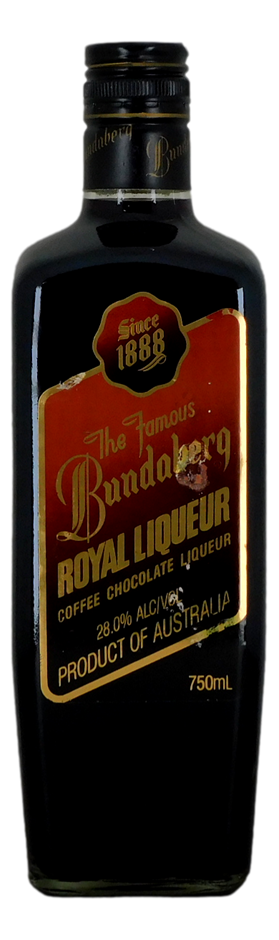 Bundaberg
Since
1888
The Famous
Bundaberg
ROYAL LIQUEUR
COFFEE CHOCOLATE LIQUEUR
28.0% ALC/VOL
PRODUCT OF AUSTRALIA
750mL